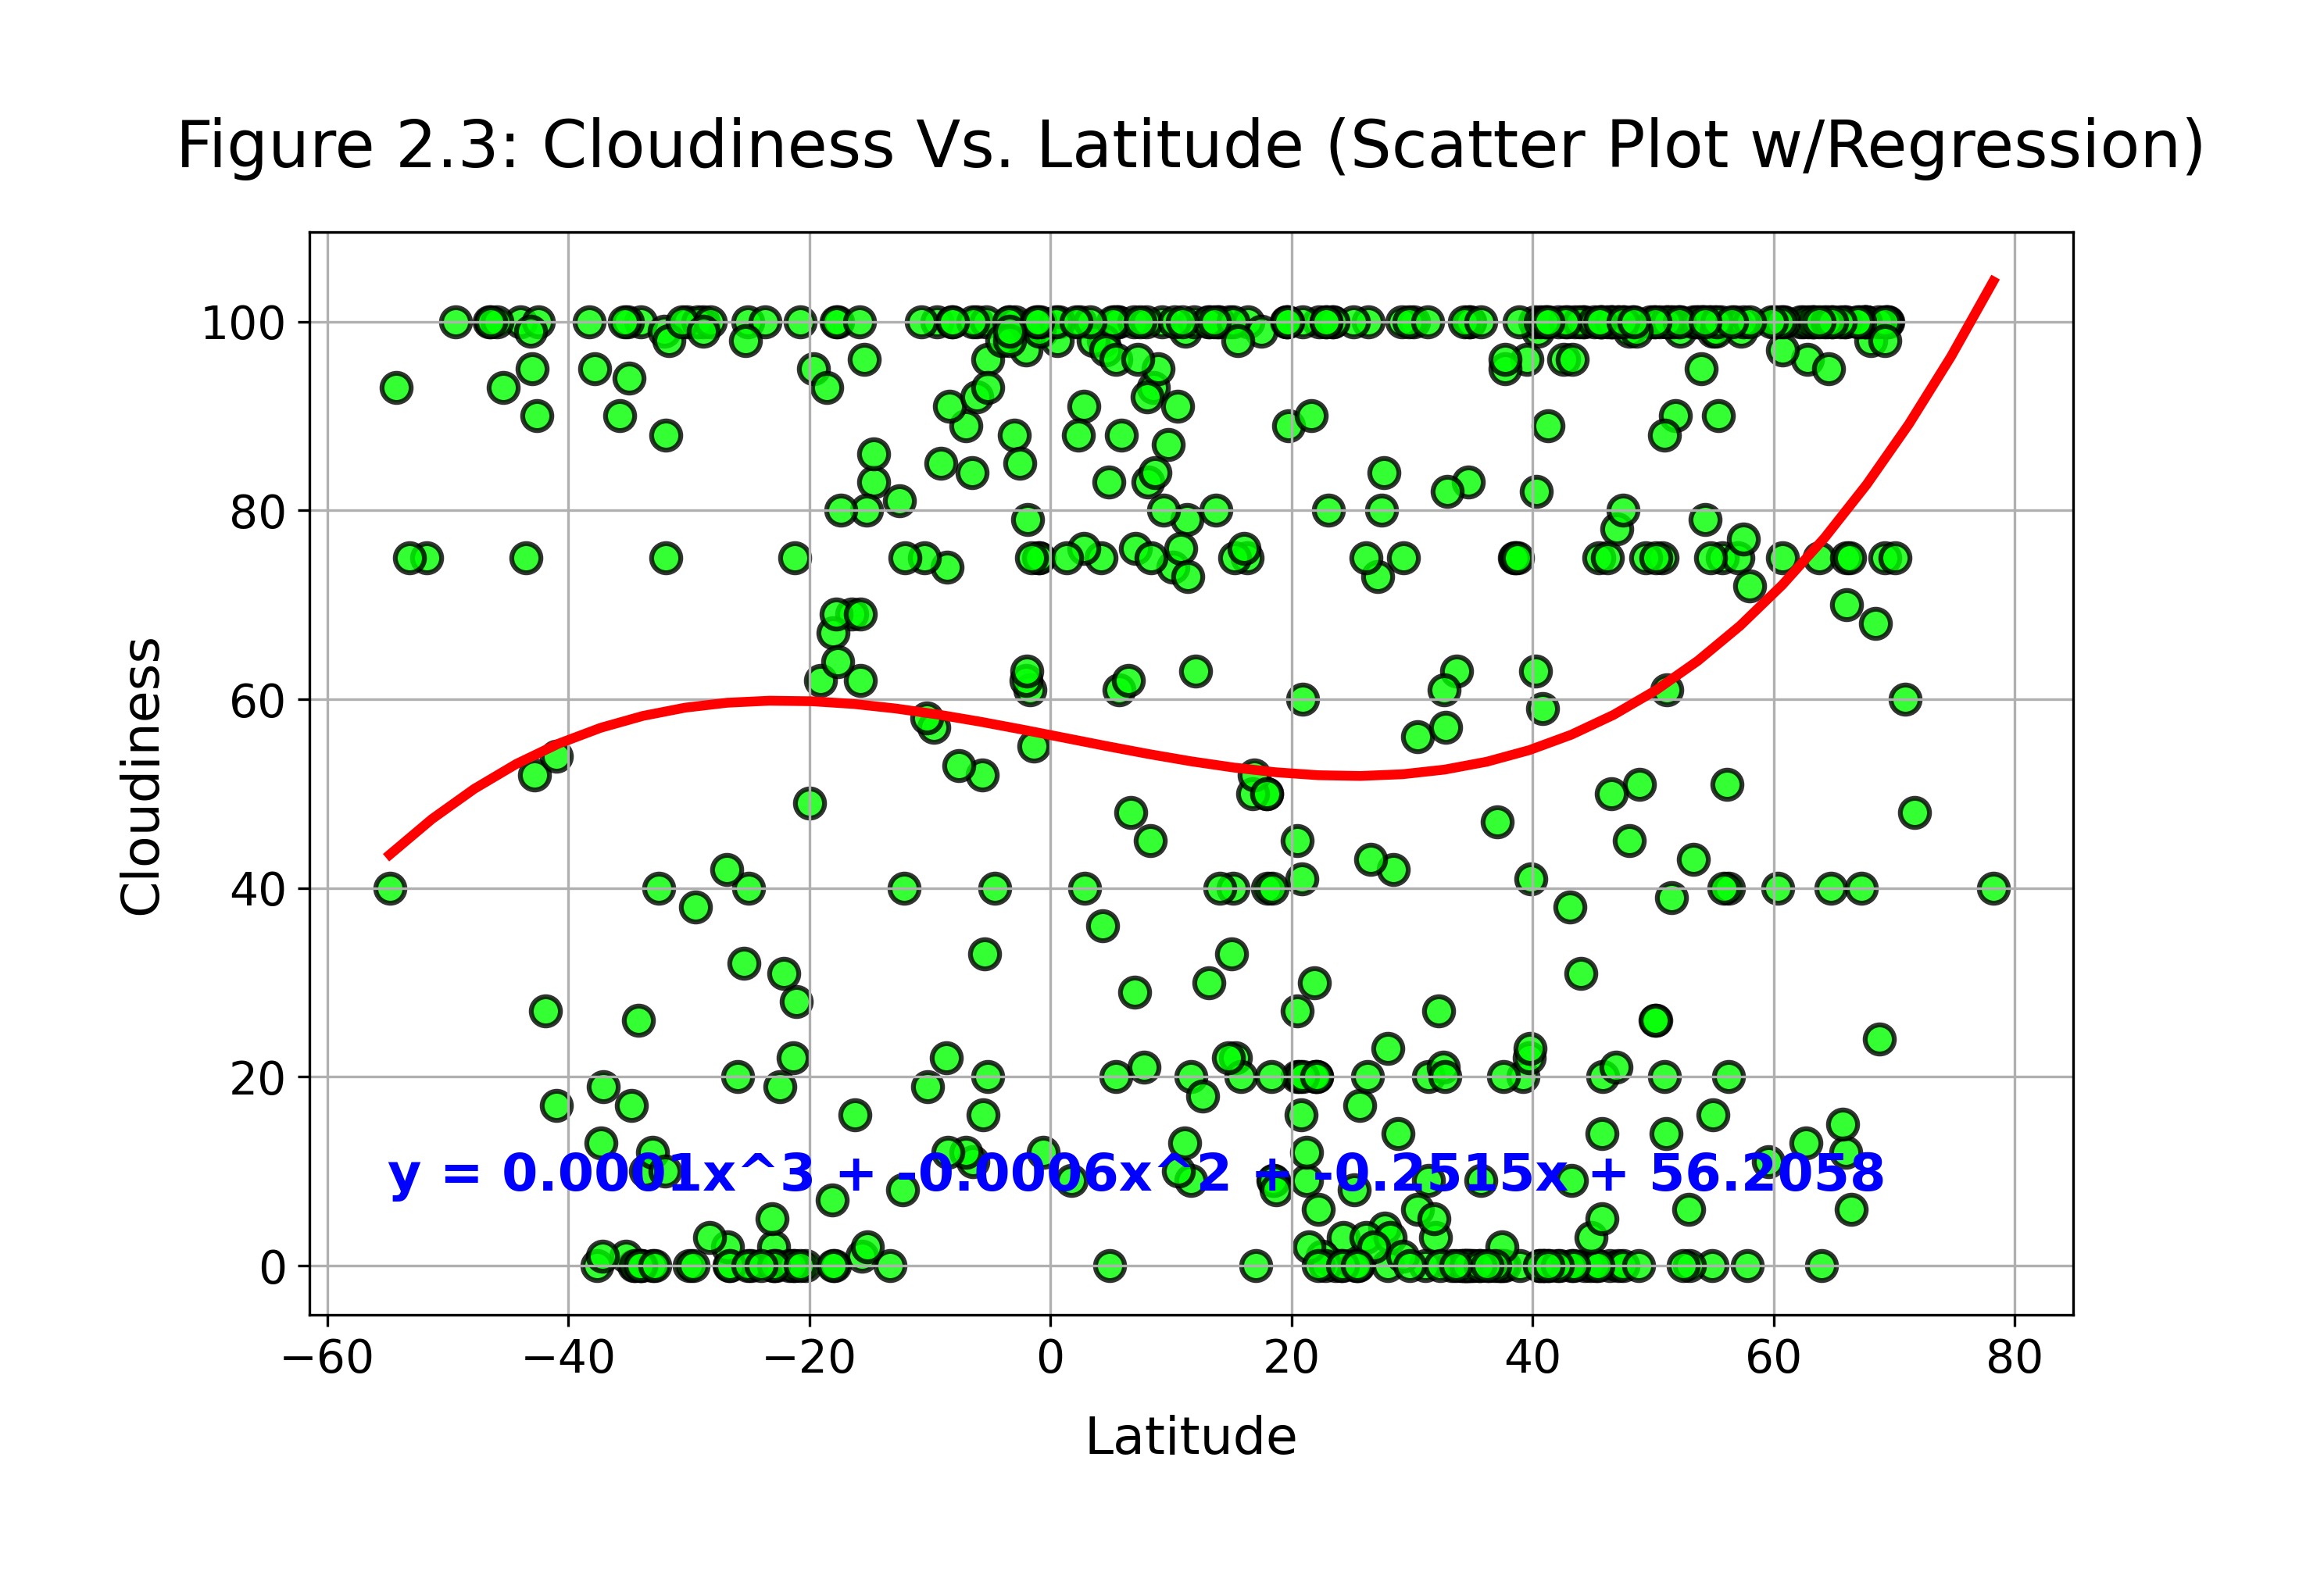 Figure 2.3: Cloudiness Vs. Latitude (Scatter Plot w/Regression)
100
80
60
40
20
0
Cloudiness
y = 0.0001x^3 + -0.0006x^2 + -0.2515x + 56.2058
−60 −40 −20 0 20 40 60 80
Latitude